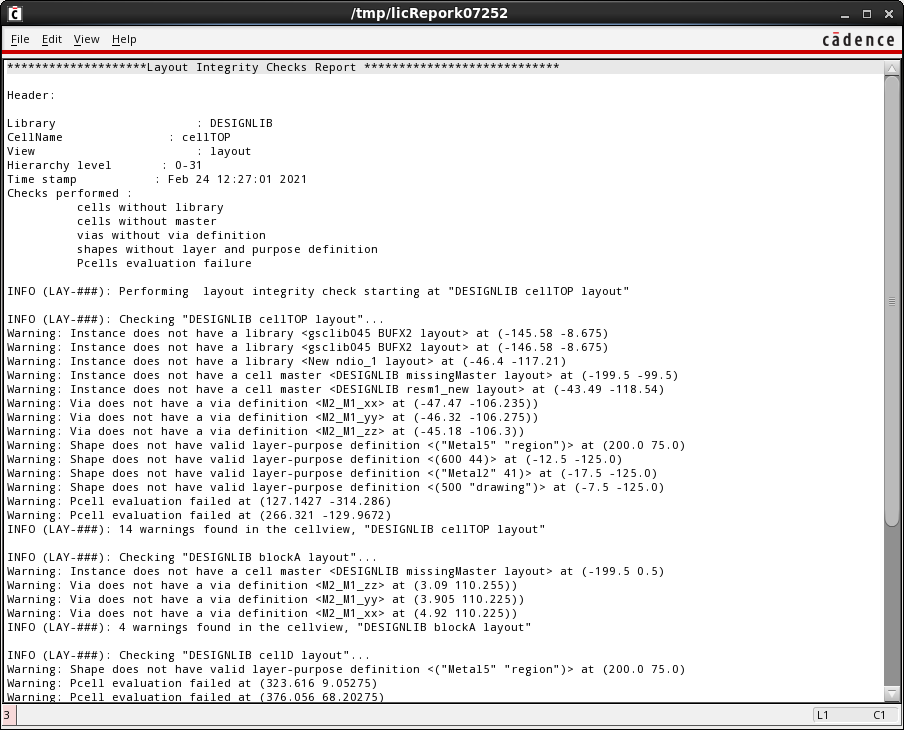 /tmp/licRepork07252
File Edit View Help
cādence
********************Layout Integrity Checks Report ****************************
Header:
Library : DESIGNLIB
CellName : cellTOP
View : layout
Hierarchy level : 0-31
Time stamp : Feb 24 12:27:01 2021
Checks performed :
cells without library
cells without master
vias without via definition
shapes without layer and purpose definition
Pcells evaluation failure
INFO (LAY-###): Performing  layout integrity check starting at "DESIGNLIB cellTOP layout"
INFO (LAY-###): Checking "DESIGNLIB cellTOP layout"...
Warning: Instance does not have a library <gsclib045 BUFX2 layout> at (-145.58 -8.675)
Warning: Instance does not have a library <gsclib045 BUFX2 layout> at (-146.58 -8.675)
Warning: Instance does not have a library <New ndio_1 layout> at (-46.4 -117.21)
Warning: Instance does not have a cell master <DESIGNLIB missingMaster layout> at (-199.5 -99.5)
Warning: Instance does not have a cell master <DESIGNLIB resm1_new layout> at (-43.49 -118.54)
Warning: Via does not have a via definition <M2_M1_xx> at (-47.47 -106.235))
Warning: Via does not have a via definition <M2_M1_yy> at (-46.32 -106.275))
Warning: Via does not have a via definition <M2_M1_zz> at (-45.18 -106.3))
Warning: Shape does not have valid layer-purpose definition <("Metal5" "region")> at (200.0 75.0)
Warning: Shape does not have valid layer-purpose definition <(600 44)> at (-12.5 -125.0)
Warning: Shape does not have valid layer-purpose definition <("Metal2" 41)> at (-17.5 -125.0)
Warning: Shape does not have valid layer-purpose definition <(500 "drawing")> at (-7.5 -125.0)
Warning: Pcell evaluation failed at (127.1427 -314.286)
Warning: Pcell evaluation failed at (266.321 -129.9672)
INFO (LAY-###): 14 warnings found in the cellview, "DESIGNLIB cellTOP layout"
INFO (LAY-###): Checking "DESIGNLIB blockA layout"...
Warning: Instance does not have a cell master <DESIGNLIB missingMaster layout> at (-199.5 0.5)
Warning: Via does not have a via definition <M2_M1_zz> at (3.09 110.255))
Warning: Via does not have a via definition <M2_M1_yy> at (3.905 110.225))
Warning: Via does not have a via definition <M2_M1_xx> at (4.92 110.225))
INFO (LAY-###): 4 warnings found in the cellview, "DESIGNLIB blockA layout"
INFO (LAY-###): Checking "DESIGNLIB cellD layout"...
Warning: Shape does not have valid layer-purpose definition <("Metal5" "region")> at (200.0 75.0)
Warning: Pcell evaluation failed at (323.616 9.05275)
Warning: Pcell evaluation failed at (376.056 68.20275)
3 L1 C1